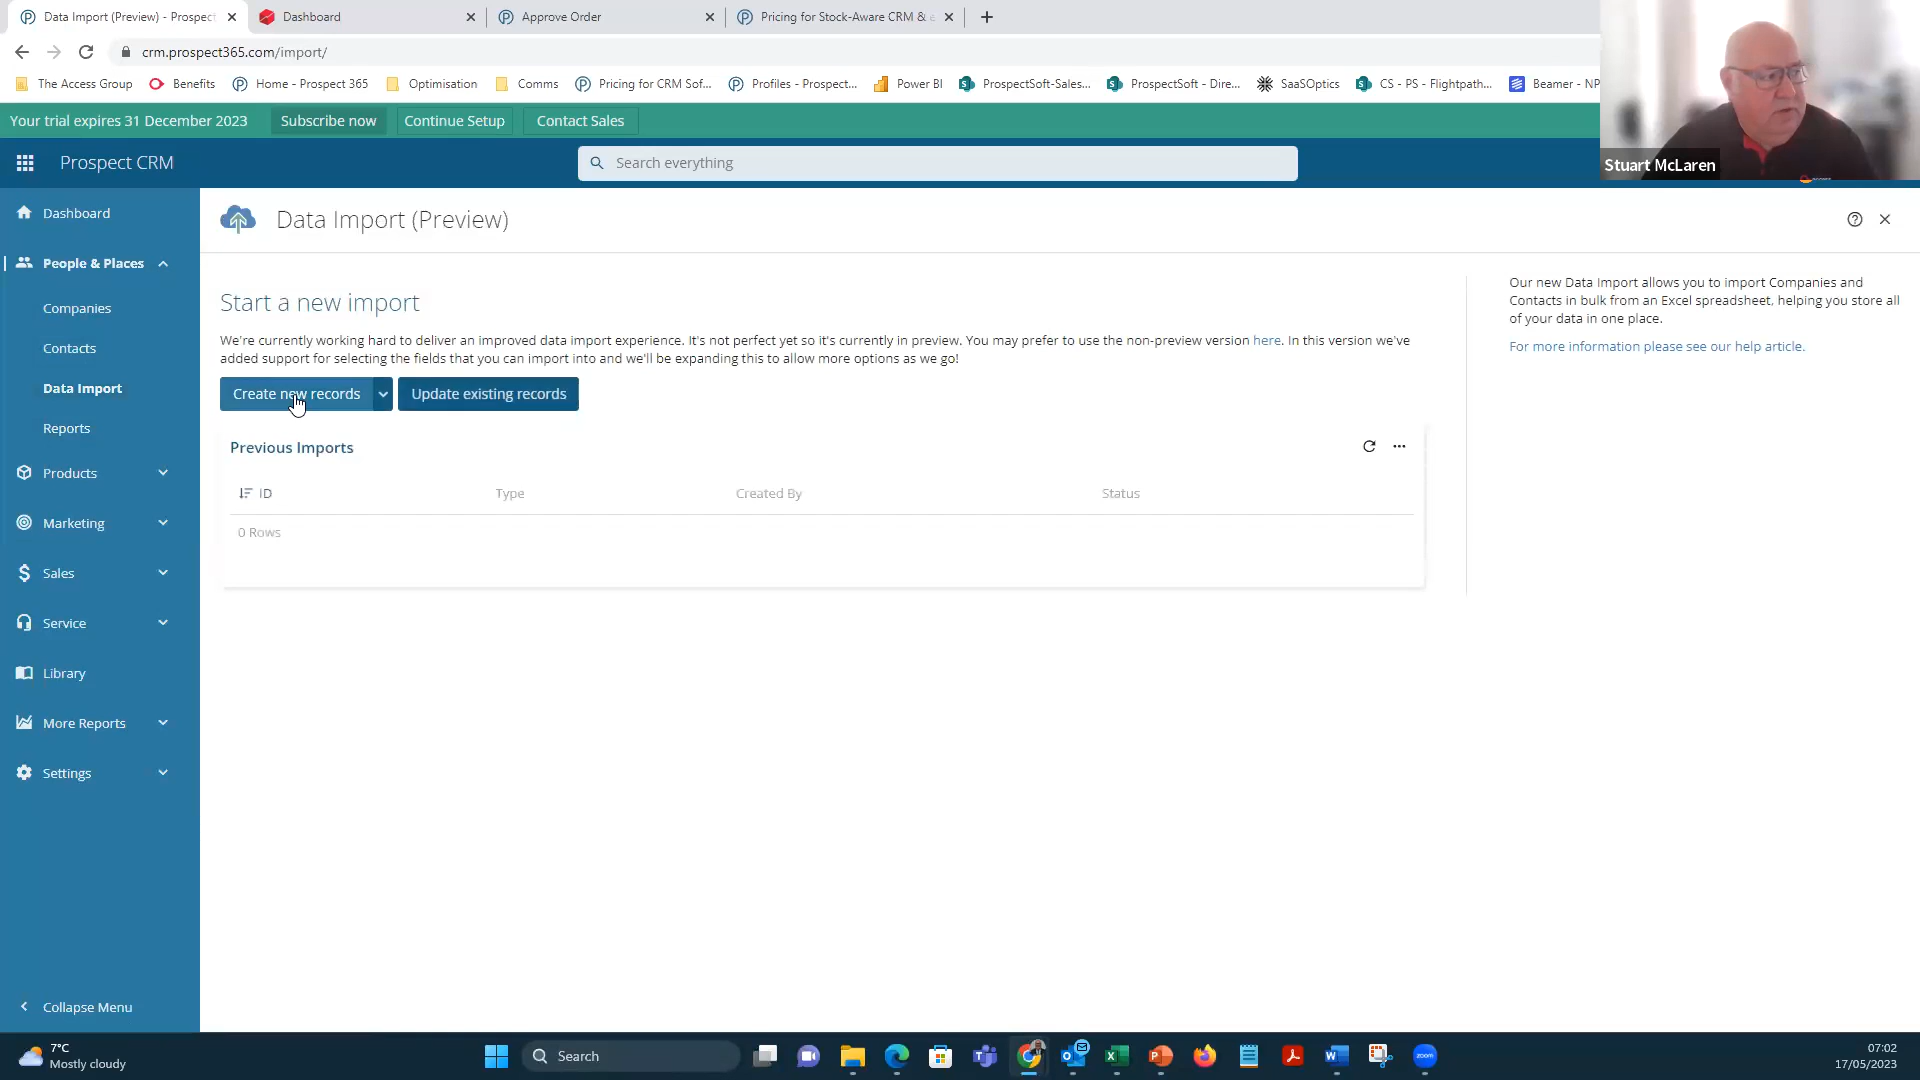 Data Import (Preview) - Prospect
Dashboard
Approve Order
Pricing for Stock-Aware CRM &
crm.prospect365.com/import/
The Access Group
Benefits
Home - Prospect 365
Optimisation
Comms
Pricing for CRM Sof...
Profiles - Prospect...
Power BI
ProspectSoft-Sales...
ProspectSoft - Dire...
SaaSOptics
CS - PS - Flightpath...
Beamer - NP
Your trial expires 31 December 2023
Subscribe now
Continue Setup
Contact Sales
Stuart McLaren
Prospect CRM
Search everything
Dashboard
People & Places
Companies
Contacts
Data Import
Reports
Products
Marketing
Sales
Service
Library
More Reports
Settings
Collapse Menu
Data Import (Preview)
Start a new import
We're currently working hard to deliver an improved data import experience. It's not perfect yet so it's currently in preview. You may prefer to use the non-preview version here. In this version we've
added support for selecting the fields that you can import into and we'll be expanding this to allow more options as we go!
Create new records
Update existing records
Previous Imports
ID
Type
Created By
Status
0 Rows
Our new Data Import allows you to import Companies and
Contacts in bulk from an Excel spreadsheet, helping you store all
of your data in one place.
For more information please see our help article.
7°C
Mostly cloudy
Search
zoom
07:02
17/05/2023